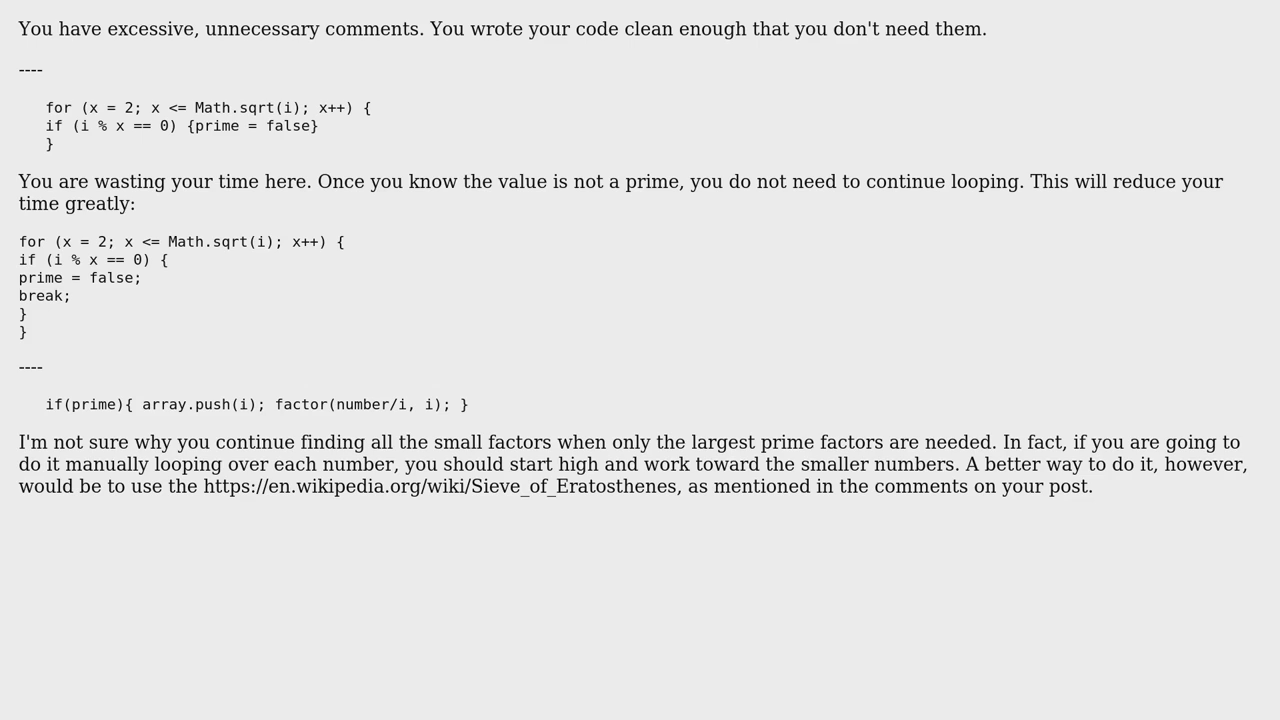 You have excessive, unnecessary comments. You wrote your code clean enough that you don't need them.
----
for (x = 2; x <= Math.sqrt(i); x++) {
if (i % x == 0) {prime = false}
}
You are wasting your time here. Once you know the value is not a prime, you do not need to continue looping. This will reduce your
time greatly:
for (x = 2; x <= Math.sqrt(i); x++) {
if (i % x == 0) {
prime = false;
break;
}
}
----
if(prime){ array.push(i); factor(number/i, i); }
I'm not sure why you continue finding all the small factors when only the largest prime factors are needed. In fact, if you are going to
do it manually looping over each number, you should start high and work toward the smaller numbers. A better way to do it, however,
would be to use the https://en.wikipedia.org/wiki/Sieve_of_Eratosthenes, as mentioned in the comments on your post.